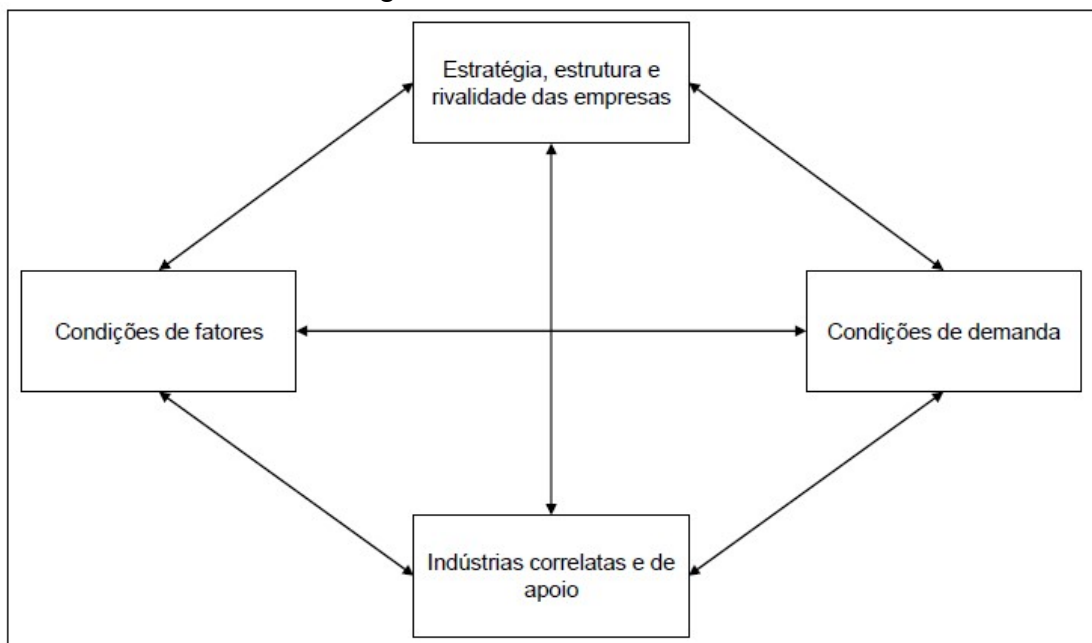 Estratégia, estrutura e
rivalidade das empresas
Condições de fatores
Condições de demanda
Indústrias correlatas e de
apoio